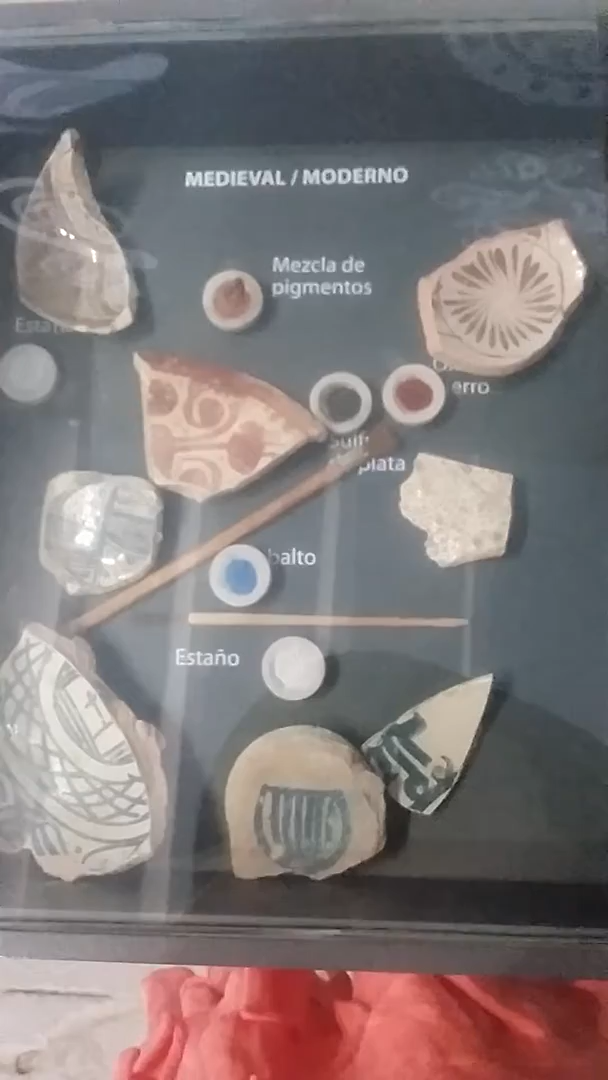 MEDIEVAL / MODERNO
Mezcla de
pigmentos
erro
plata
balto
Estaño